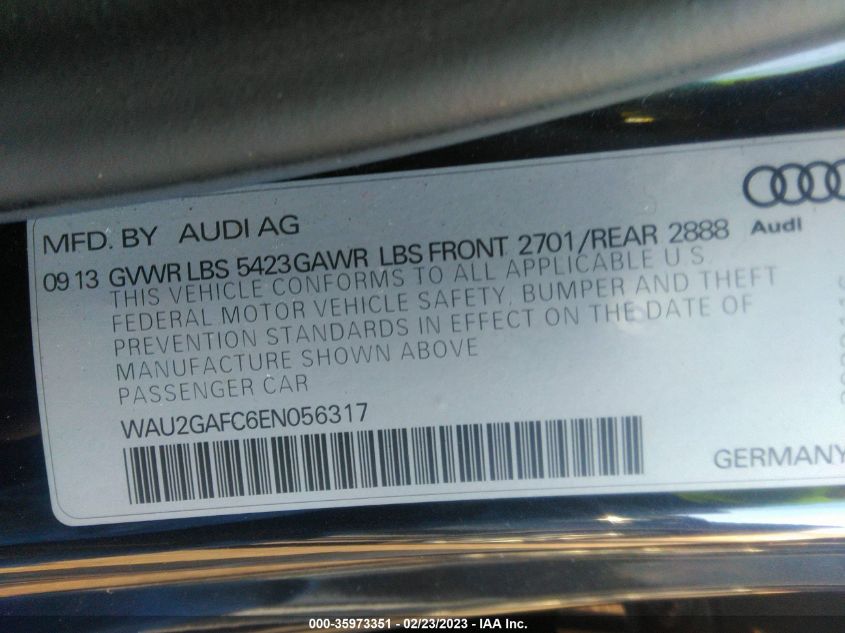 MFD. BY AUDI AG
Audi
09 13 GVWR LBS 5423 GAWR LBS FRONT 2701/REAR 2888
THIS VEHICLE CONFORMS TO ALL APPLICABLE U.S.
FEDERAL MOTOR VEHICLE SAFETY, BUMPER AND THEFT
PREVENTION STANDARDS IN EFFECT ON THE DATE OF
MANUFACTURE SHOWN ABOVE
PASSENGER CAR
WAU2GAFC6EN056317
GERMANY
000-35973351 | 02/23/2023 - © IAA Inc.